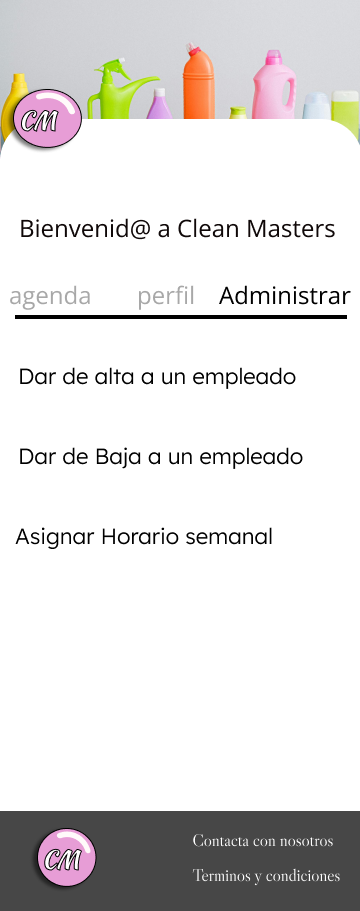 CM
Bienvenid@ a Clean Masters
agenda perfil Administrar
Dar de alta a un empleado
Dar de Baja a un empleado
Asignar Horario semanal
CM
Contacta con nosotros
Terminos y condiciones